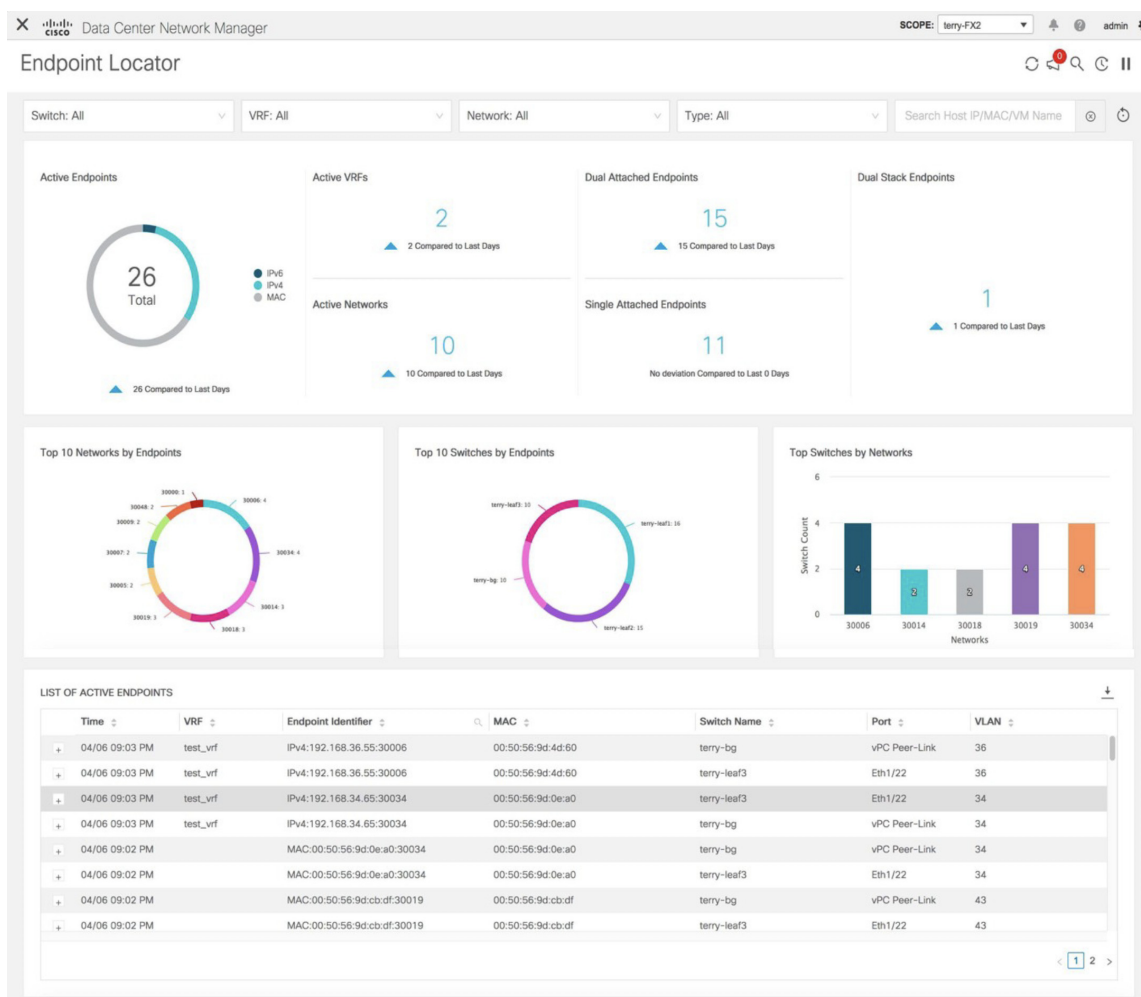 CISCO Data Center Network Manager
SCOPE: terry-FX2 admin
Endpoint Locator
0
Switch: All VRF: All Network: All Type: All Search Host IP/MAC/VM Name
Active Endpoints Active VRFs Dual Attached Endpoints Dual Stack Endpoints
2 15
2 Compared to Last Days 15 Compared to Last Days
26
Total
IPv6
IPv4
MAC
Active Networks Single Attached Endpoints
1
1 Compared to Last Days
10 11
10 Compared to Last Days No deviation Compared to Last 0 Days
26 Compared to Last Days
Top 10 Networks by Endpoints
30000: 1
30006: 4
30048: 2
30009: 2
30007: 2
30034: 4
30005: 2
30014: 3
30019: 3
30018: 3
Top 10 Switches by Endpoints
terry-leaf3: 10
terry-leaf1: 16
terry-bg: 10
terry-leaf2: 15
Top Switches by Networks
Switch Count
6
4
2
0
4 2 2 4 4
30006 30014 30018 30019 30034
Networks
LIST OF ACTIVE ENDPOINTS
Time VRF Endpoint Identifier MAC Switch Name Port VLAN
+ 04/06 09:03 PM test_vrf IPv4:192.168.36.55:30006 00:50:56:9d:4d:60 terry-bg vPC Peer-Link 36
+ 04/06 09:03 PM test_vrf IPv4:192.168.36.55:30006 00:50:56:9d:4d:60 terry-leaf3 Eth1/22 36
+ 04/06 09:03 PM test_vrf IPv4:192.168.34.65:30034 00:50:56:9d:0e:a0 terry-leaf3 Eth1/22 34
+ 04/06 09:03 PM test_vrf IPv4:192.168.34.65:30034 00:50:56:9d:0e:a0 terry-bg vPC Peer-Link 34
+ 04/06 09:02 PM MAC:00:50:56:9d:0e:a0:30034 00:50:56:9d:0e:a0 terry-bg vPC Peer-Link 34
+ 04/06 09:02 PM MAC:00:50:56:9d:0e:a0:30034 00:50:56:9d:0e:a0 terry-leaf3 Eth1/22 34
+ 04/06 09:02 PM MAC:00:50:56:9d:cb:df:30019 00:50:56:9d:cb:df terry-bg vPC Peer-Link 43
+ 04/06 09:02 PM MAC:00:50:56:9d:cb:df:30019 00:50:56:9d:cb:df terry-leaf3 Eth1/22 43
< 1 2 >